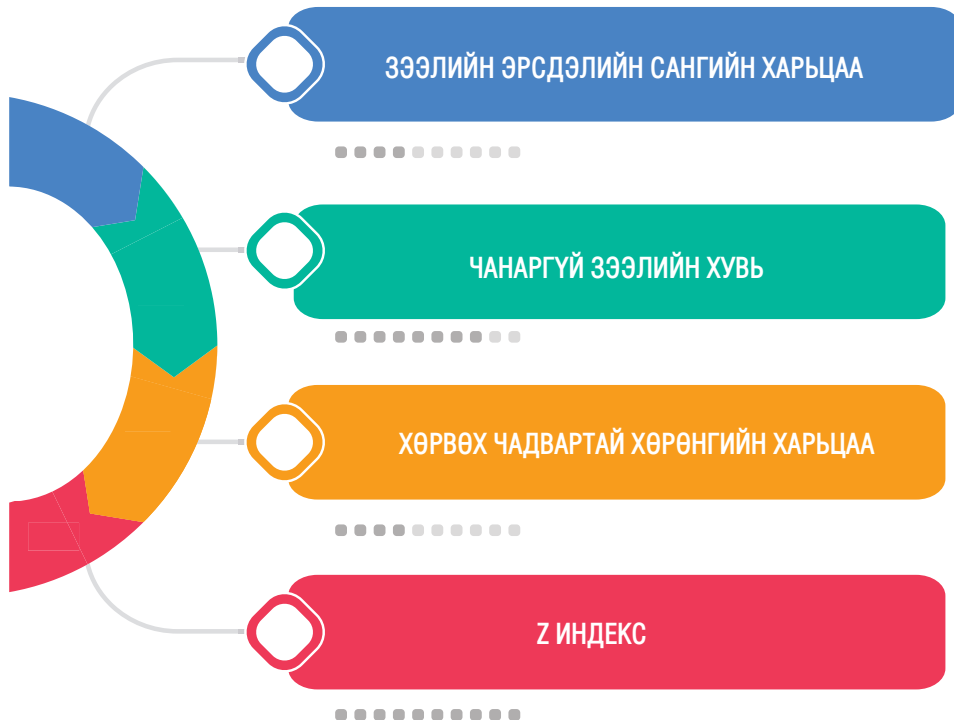 ЗЭЭЛИЙН ЭРСДЭЛИЙН САНГИЙН ХАРЬЦАА
ЧАНАРГҮЙ ЗЭЭЛИЙН ХУВЬ
ХӨРВӨХ ЧАДВАРТАЙ ХӨРӨНГИЙН ХАРЬЦАА
Z ИНДЕКС